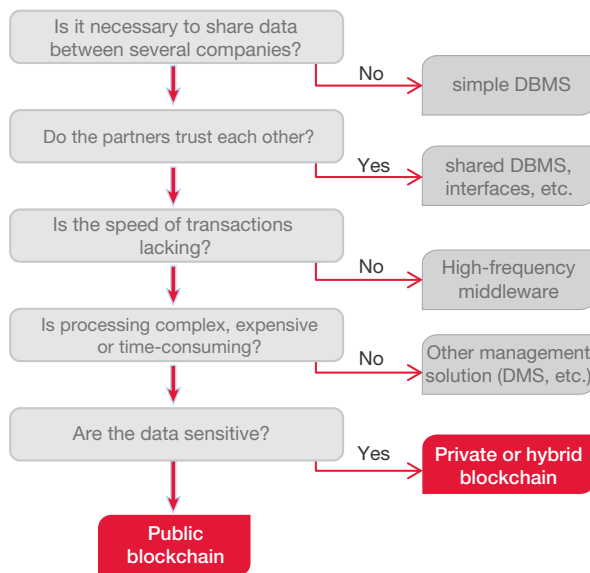 Is it necessary to share data
between several companies?
No
simple DBMS
Do the partners trust each other?
Yes
shared DBMS,
interfaces, etc.
Is the speed of transactions
lacking?
No
High-frequency
middleware
Is processing complex, expensive
or time-consuming?
No
Other management
solution (DMS, etc.)
Are the data sensitive?
Yes
Private or hybrid
blockchain
Public
blockchain